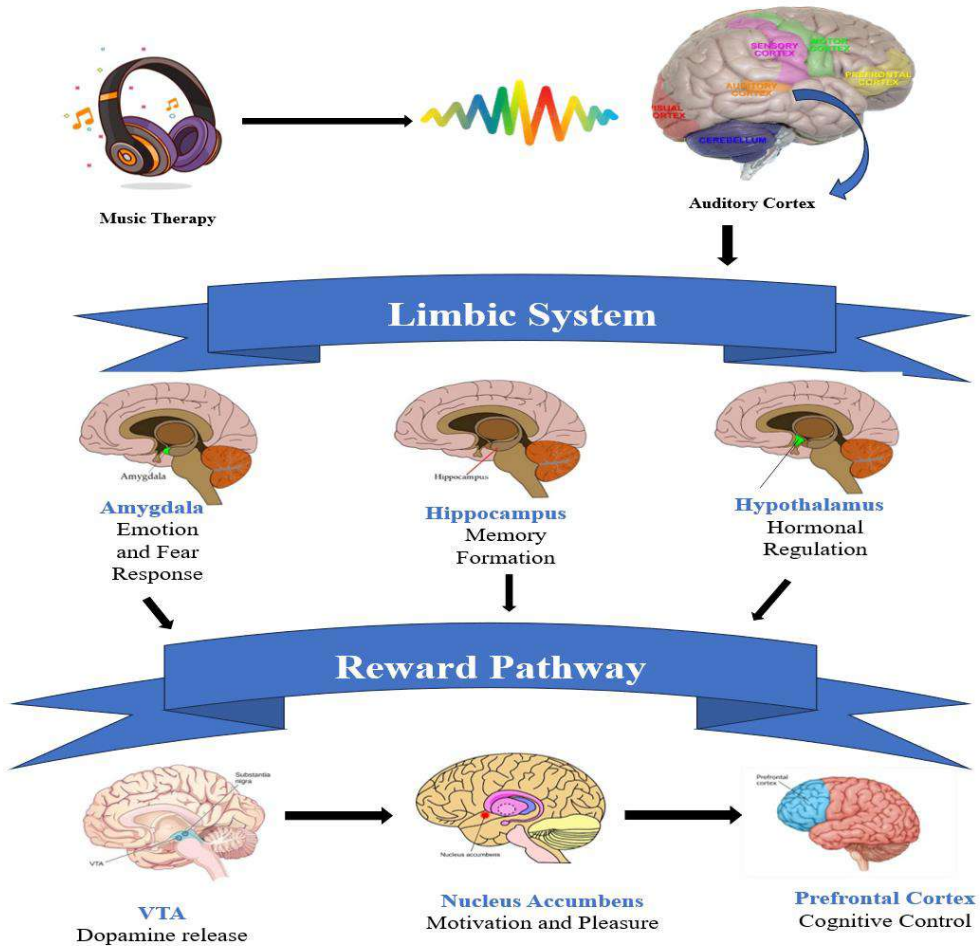 SENSORY
CORTEX
MOTOR
CORTEX
PREFRONTAL CORTEX
AUDITORY
CORTEX
VISUAL
CORTEX
CEREBELLUM
Music Therapy
Auditory Cortex
Limbic System
Amygdala
Hippocampus
Amygdala
Emotion
and Fear
Response
Hippocampus
Memory
Formation
Hypothalamus
Hormonal
Regulation
Reward Pathway
Substantia
nigra
VTA
Nucleus accumbens
Prefrontal
cortex
VTA
Dopamine release
Nucleus Accumbens
Motivation and Pleasure
Prefrontal Cortex
Cognitive Control